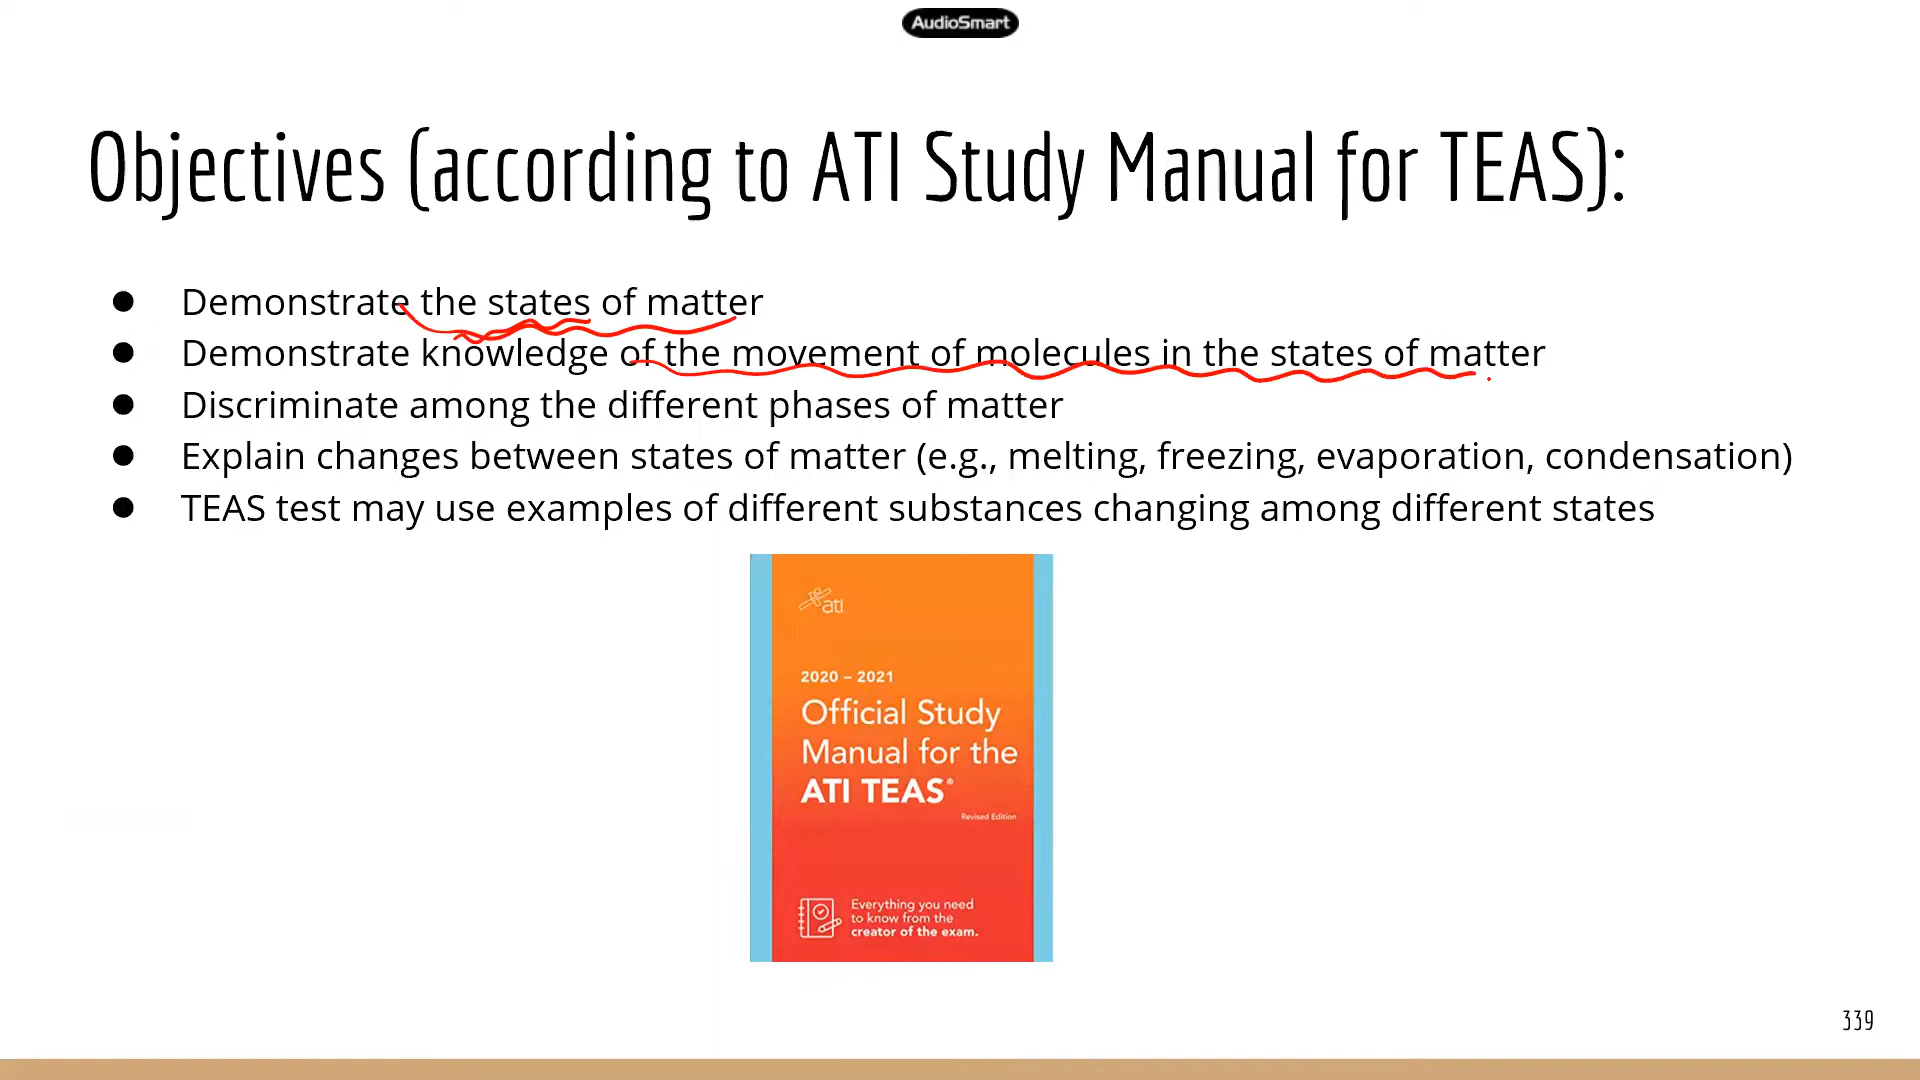 AudioSmart
Objectives (according to ATI Study Manual for TEAS):
● Demonstrate the states of matter
● Demonstrate knowledge of the movement of molecules in the states of matter
● Discriminate among the different phases of matter
● Explain changes between states of matter (e.g., melting, freezing, evaporation, condensation)
● TEAS test may use examples of different substances changing among different states
ati
2020 – 2021
Official Study
Manual for the
ATI TEAS®
Revised Edition
Everything you need
to know from the
creator of the exam.
339